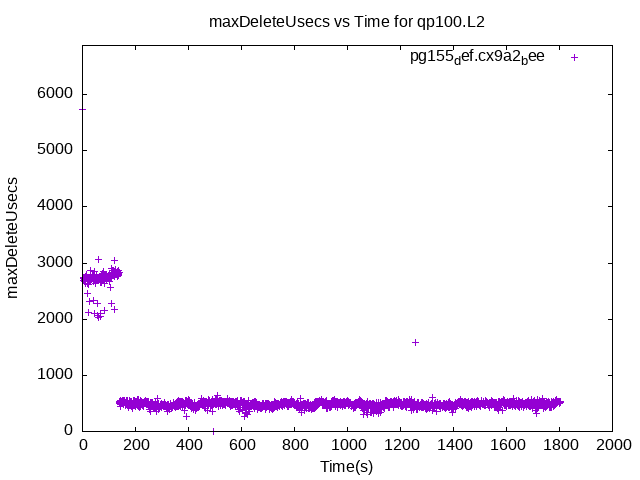 maxDeleteUsecs vs Time for qp100.L2
pg155def.cx9a2bee
6000
5000
4000
3000
2000
1000
0
maxDeleteUsecs
0 200 400 600 800 1000 1200 1400 1600 1800 2000
Time(s)